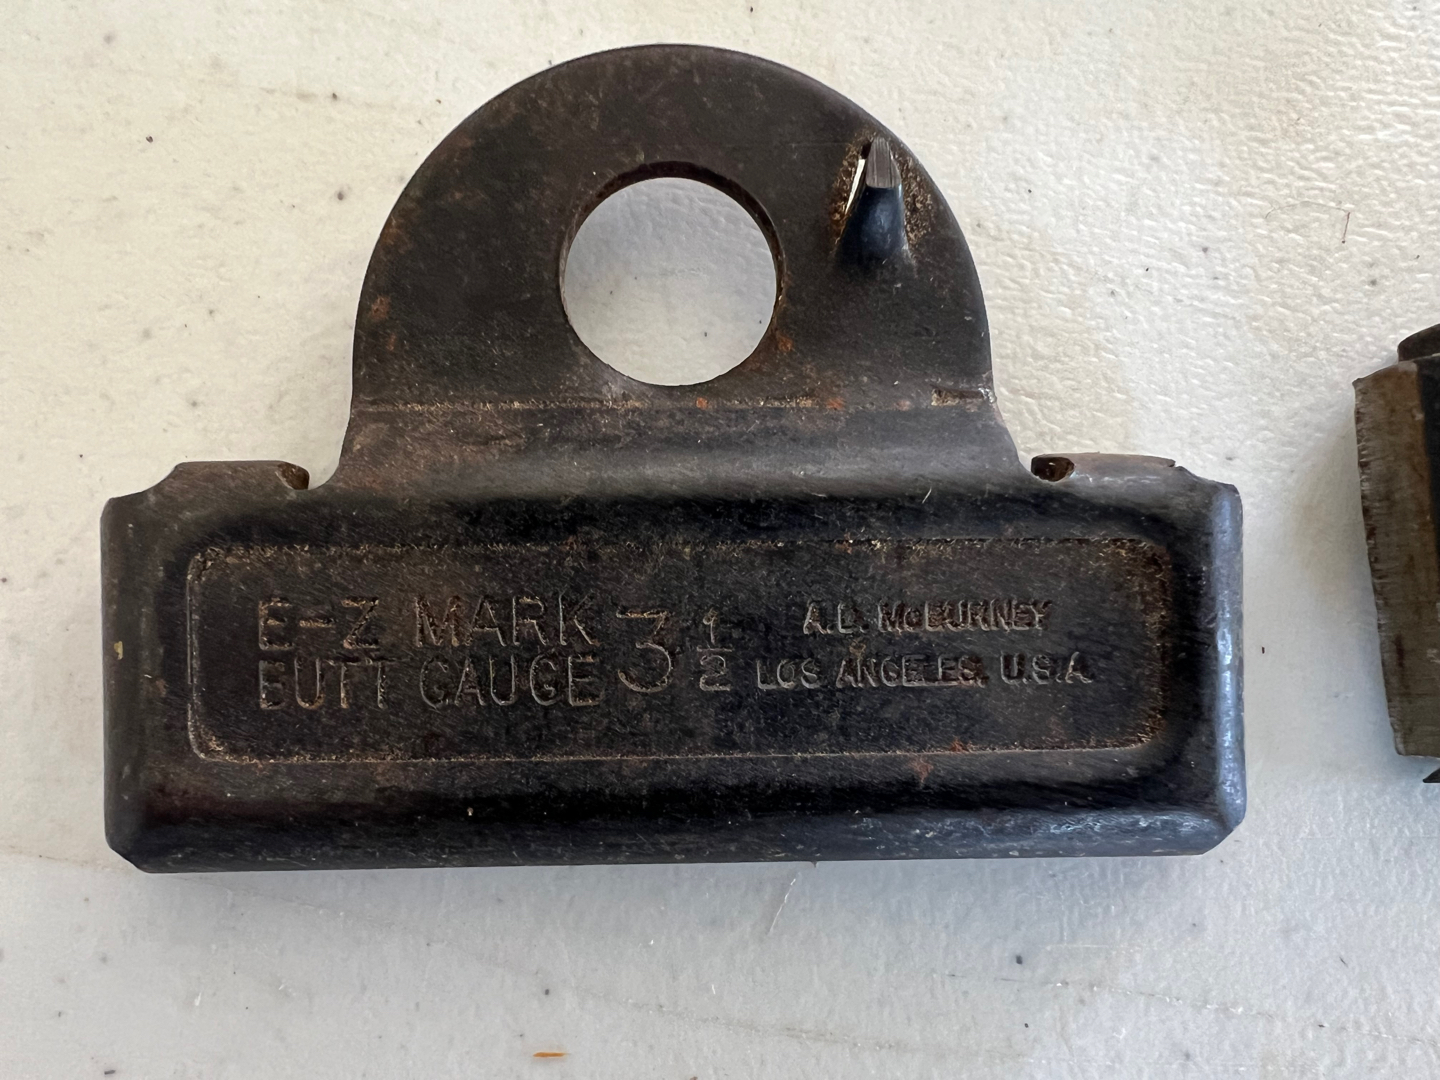 E-Z MARK
BUTT GAUGE
3 1/2
A.D. McBURNEY
LOS ANGELES, U.S.A.